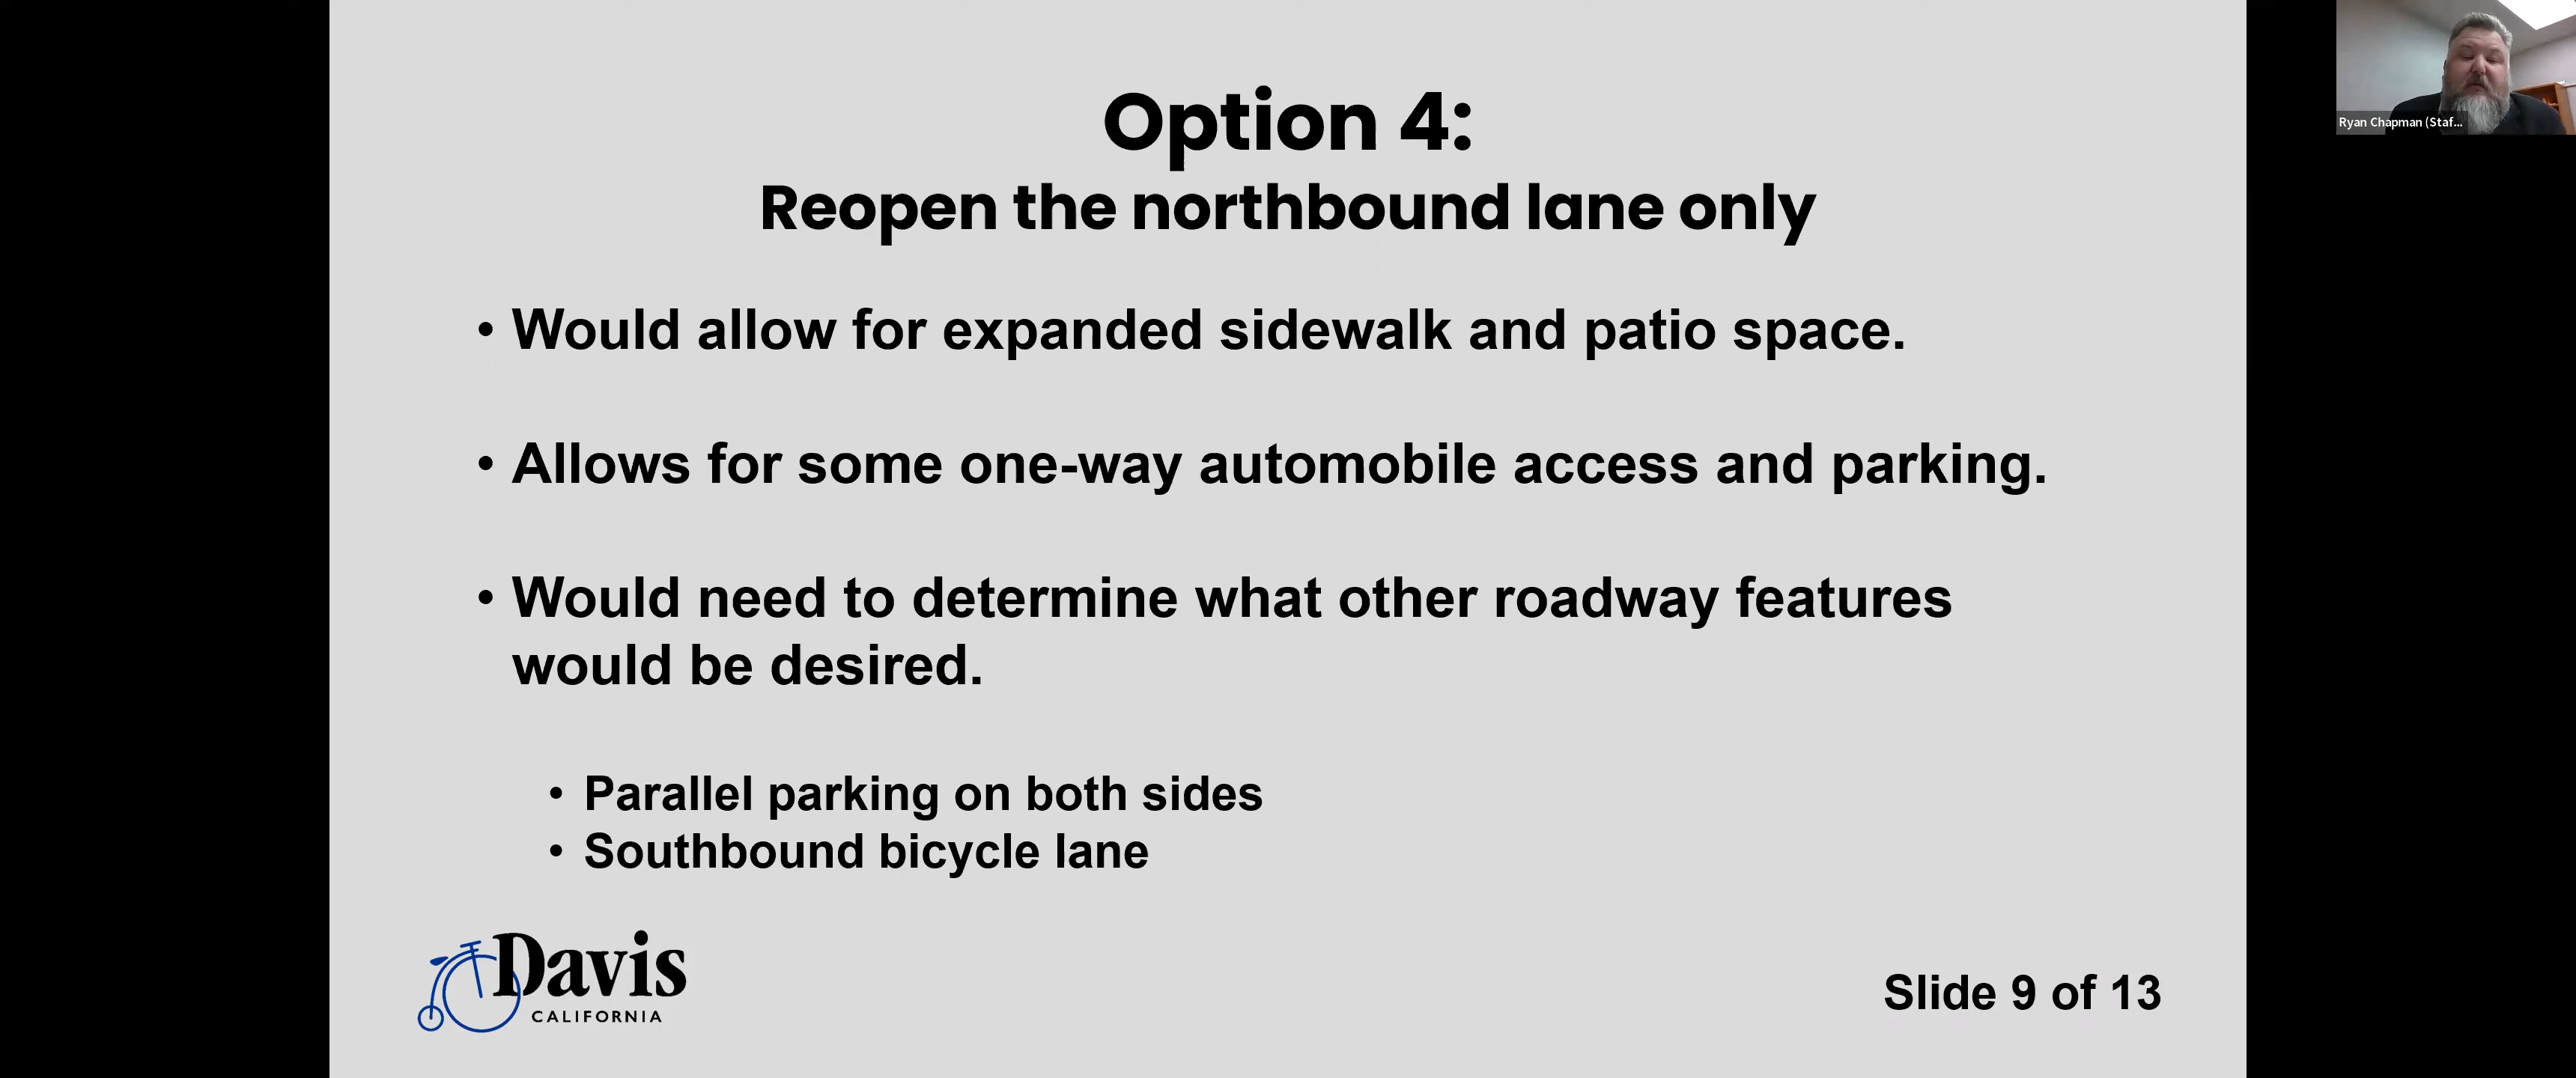 Option 4:
Reopen the northbound lane only
• Would allow for expanded sidewalk and patio space.
• Allows for some one-way automobile access and parking.
• Would need to determine what other roadway features
would be desired.
• Parallel parking on both sides
• Southbound bicycle lane
Davis
CALIFORNIA
Slide 9 of 13
Ryan Chapman (Staf...